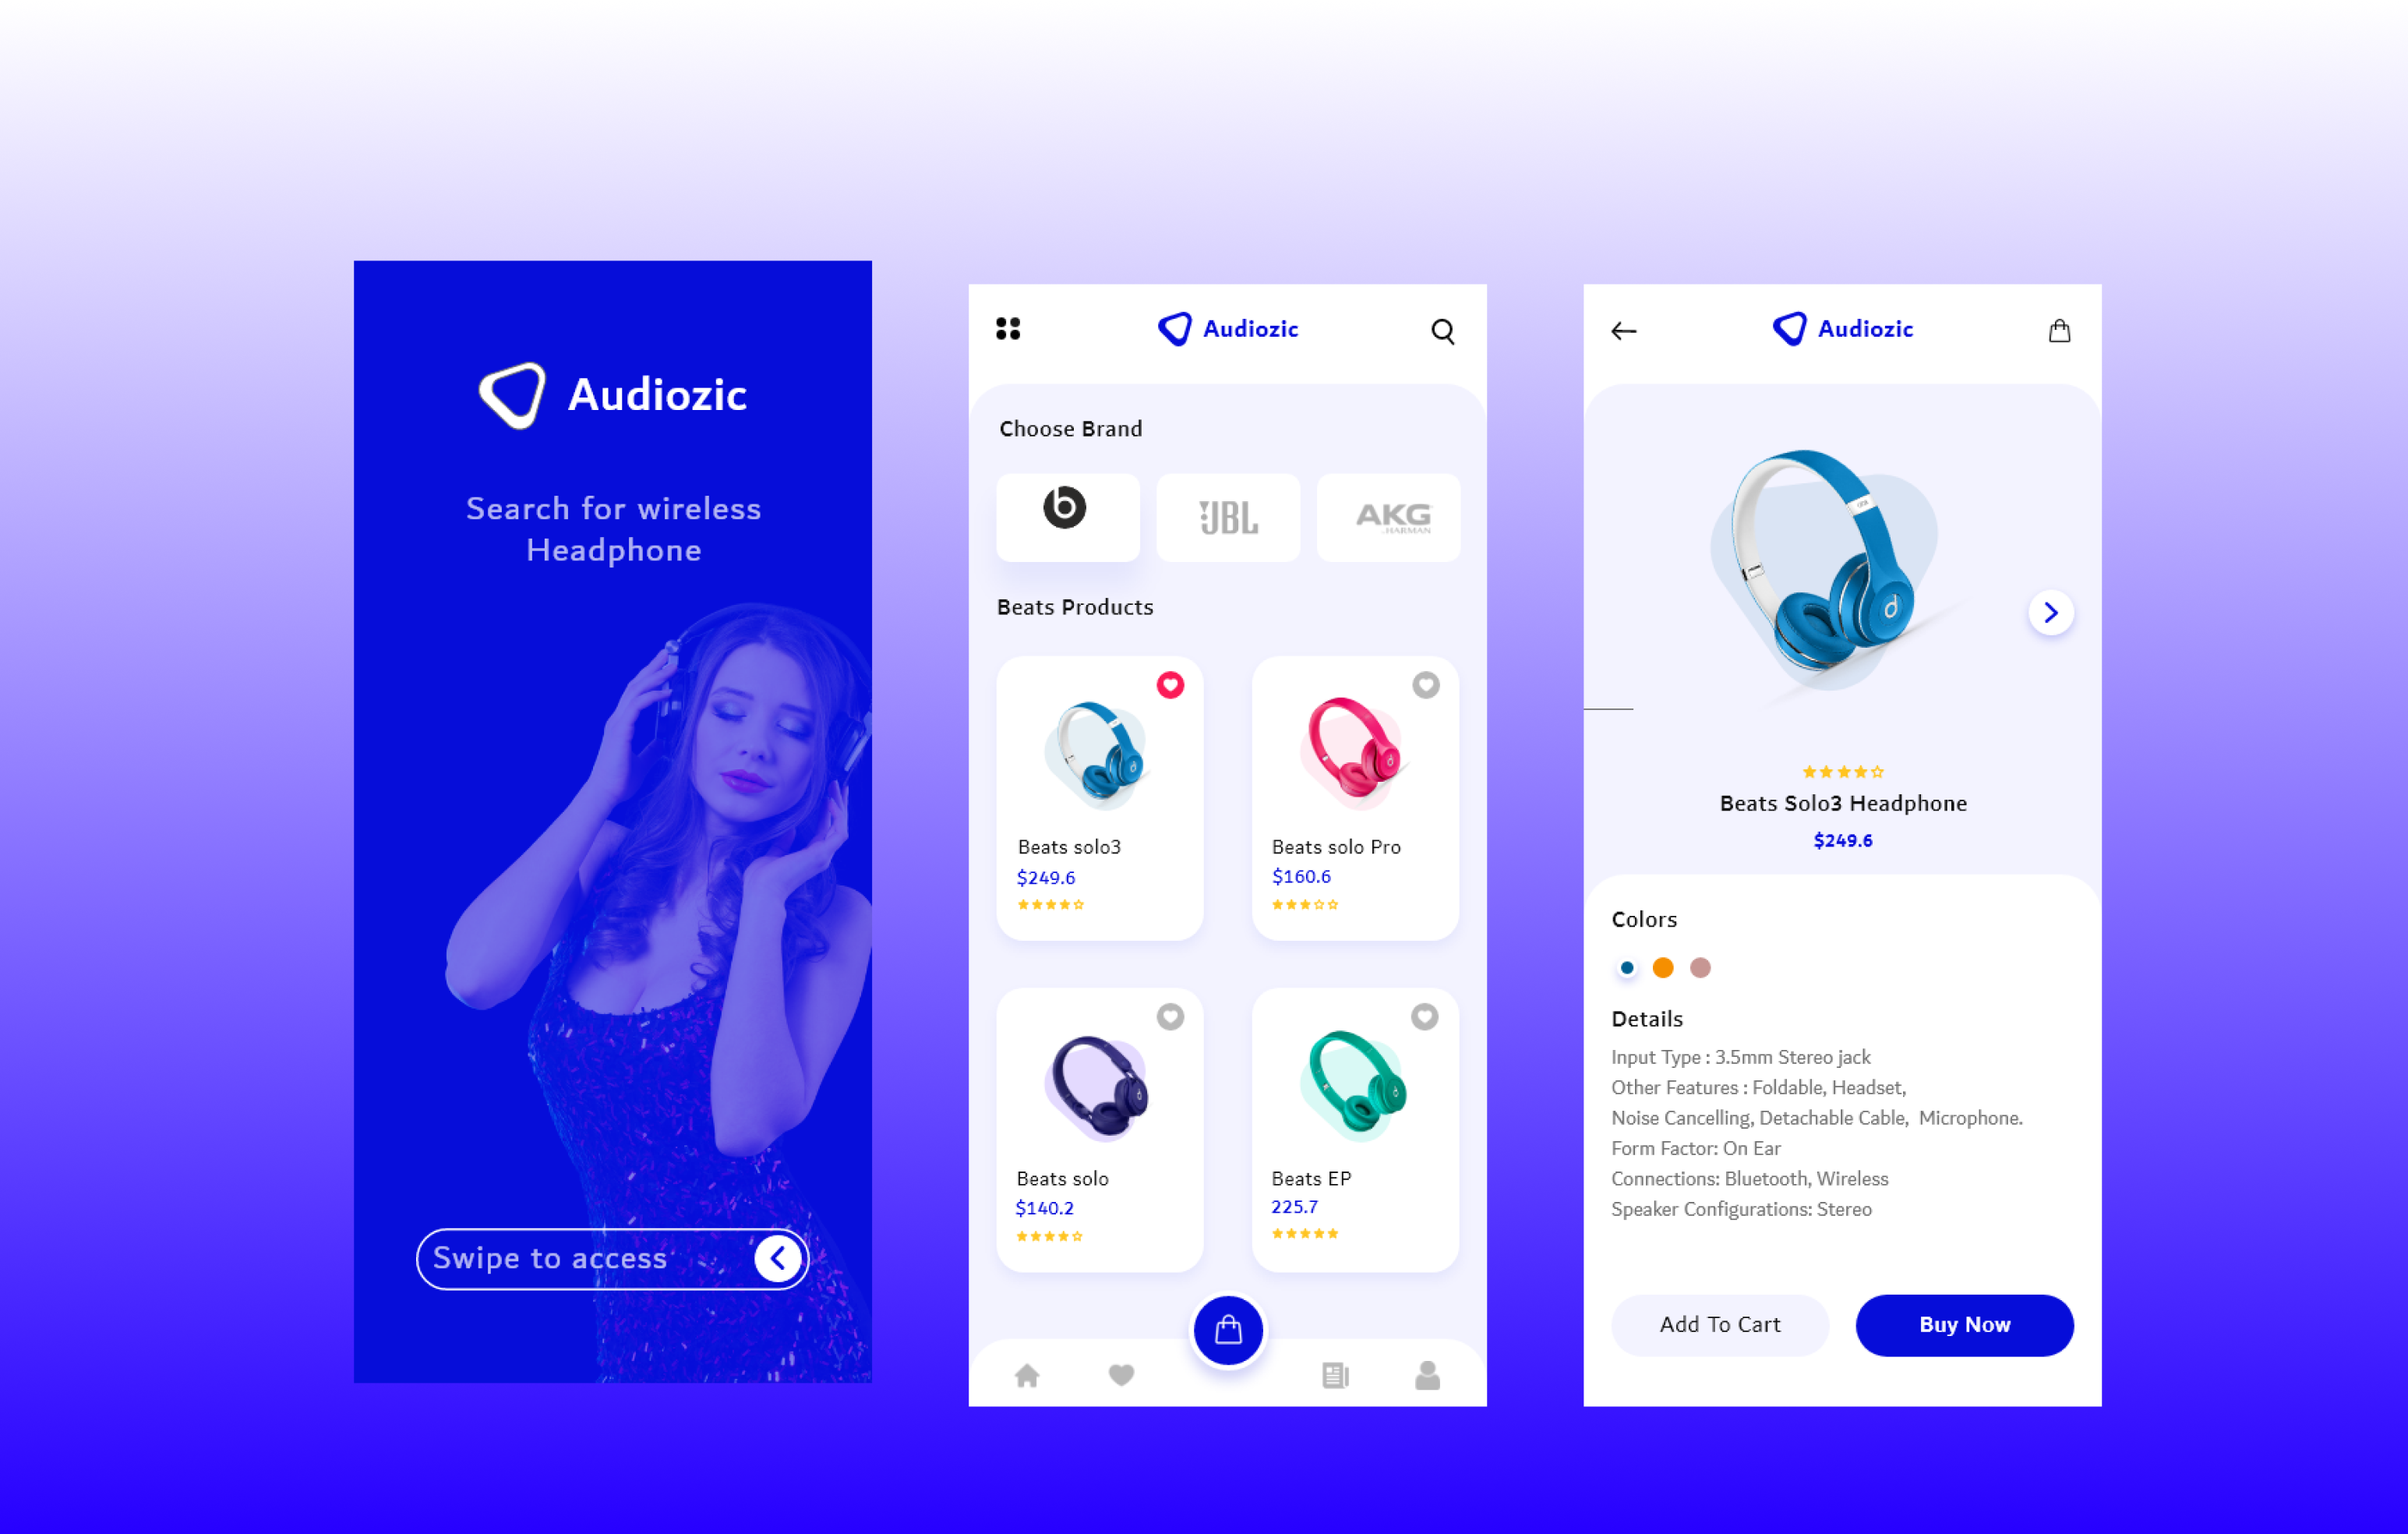 Audiozic
Search for wireless
Headphone
Swipe to access
Audiozic
Choose Brand
b
JBL
AKG
HARMAN
Beats Products
Beats solo3
$249.6
Beats solo Pro
$160.6
Beats solo
$140.2
Beats EP
225.7
Audiozic
Beats Solo3 Headphone
$249.6
Colors
Details
Input Type : 3.5mm Stereo jack
Other Features : Foldable, Headset,
Noise Cancelling, Detachable Cable,  Microphone.
Form Factor: On Ear
Connections: Bluetooth, Wireless
Speaker Configurations: Stereo
Add To Cart
Buy Now